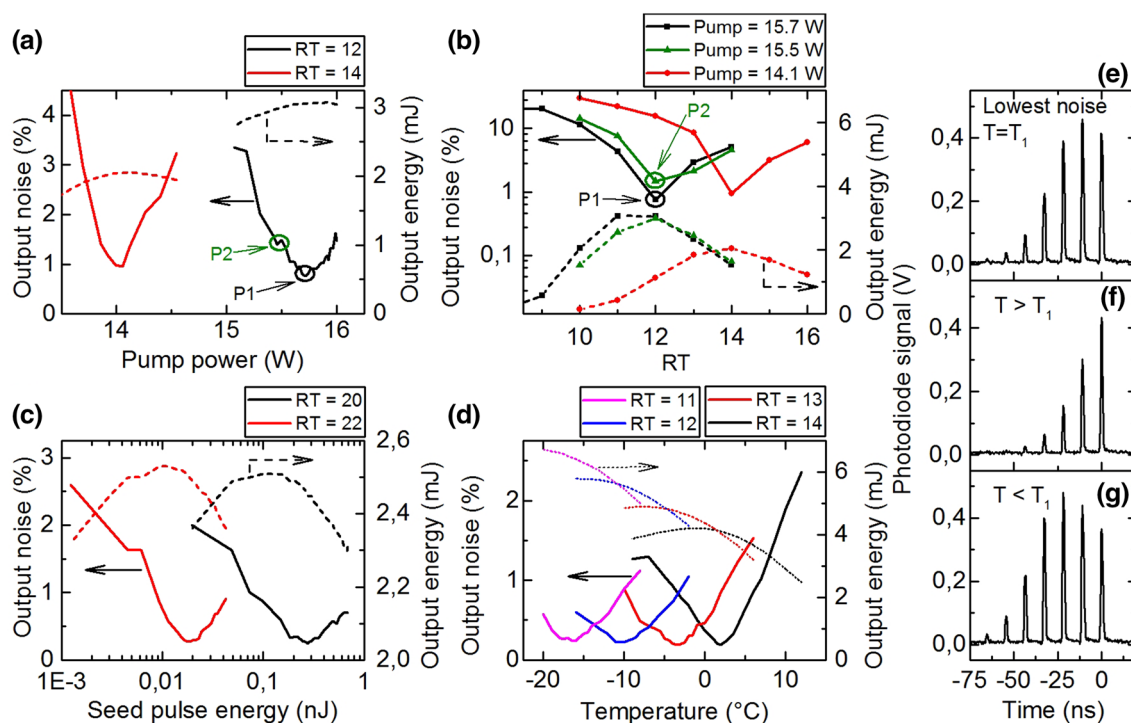 (a)
RT = 12
RT = 14
Output noise (%)
4
3
2
1
0
Output energy (mJ)
3
2
1
0
P2
P1
14
15
16
Pump power (W)
(b)
Pump = 15.7 W
Pump = 15.5 W
Pump = 14.1 W
Output noise (%)
10
1
0,1
Output energy (mJ)
6
4
2
0
P2
P1
10
12
14
16
RT
(c)
RT = 20
RT = 22
Output noise (%)
3
2
1
0
Output energy (mJ)
2,6
2,4
2,2
2,0
1E-3
0,01
0,1
1
Seed pulse energy (nJ)
(d)
RT = 11
RT = 12
RT = 13
RT = 14
Output noise (%)
2
1
0
Output energy (mJ)
6
4
2
0
-20
-10
0
10
Temperature (°C)
(e)
Lowest noise
T=T1
0,4
0,2
0,0
(f)
T > T1
0,4
0,2
0,0
(g)
T < T1
0,4
0,2
0,0
Photodiode signal (V)
-75
-50
-25
0
Time (ns)